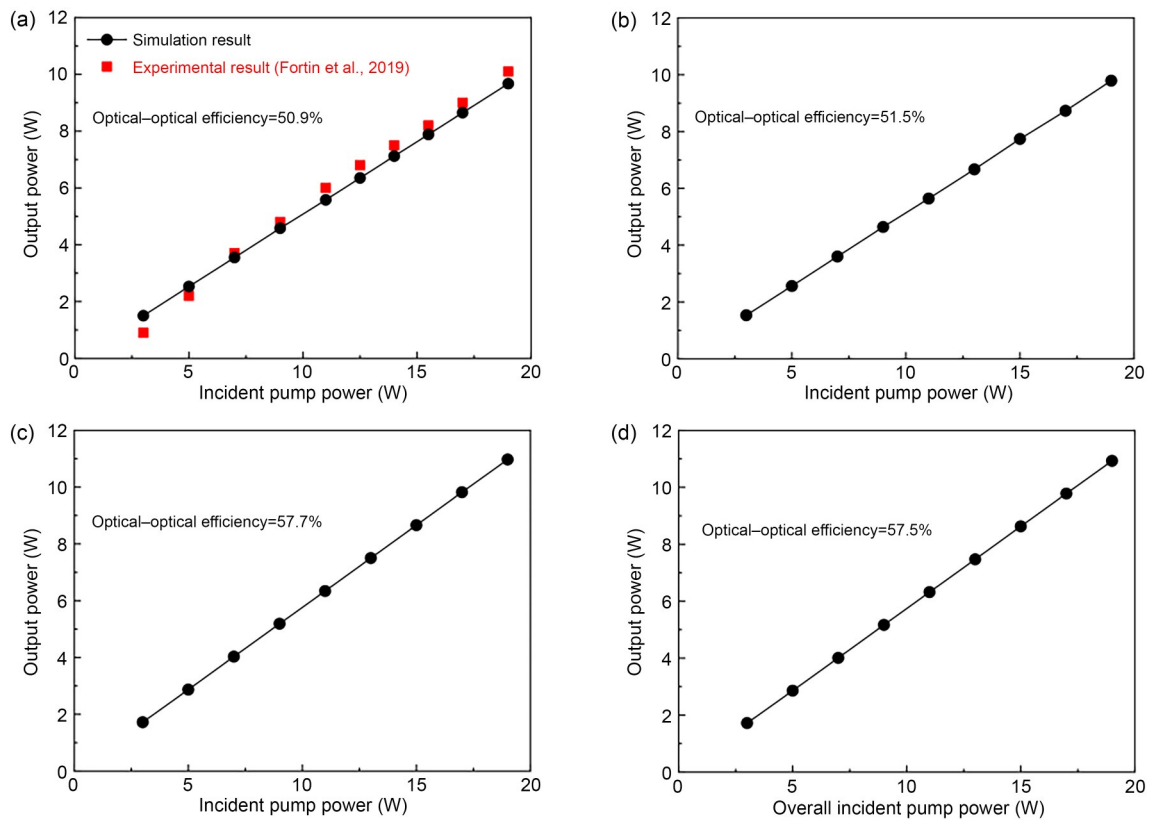 (a)
12
10
8
6
4
2
0
Output power (W)
Simulation result
Experimental result (Fortin et al., 2019)
Optical–optical efficiency=50.9%
0 5 10 15 20
Incident pump power (W)
(b)
12
10
8
6
4
2
0
Output power (W)
Optical–optical efficiency=51.5%
0 5 10 15 20
Incident pump power (W)
(c)
12
10
8
6
4
2
0
Output power (W)
Optical–optical efficiency=57.7%
0 5 10 15 20
Incident pump power (W)
(d)
12
10
8
6
4
2
0
Output power (W)
Optical–optical efficiency=57.5%
0 5 10 15 20
Overall incident pump power (W)